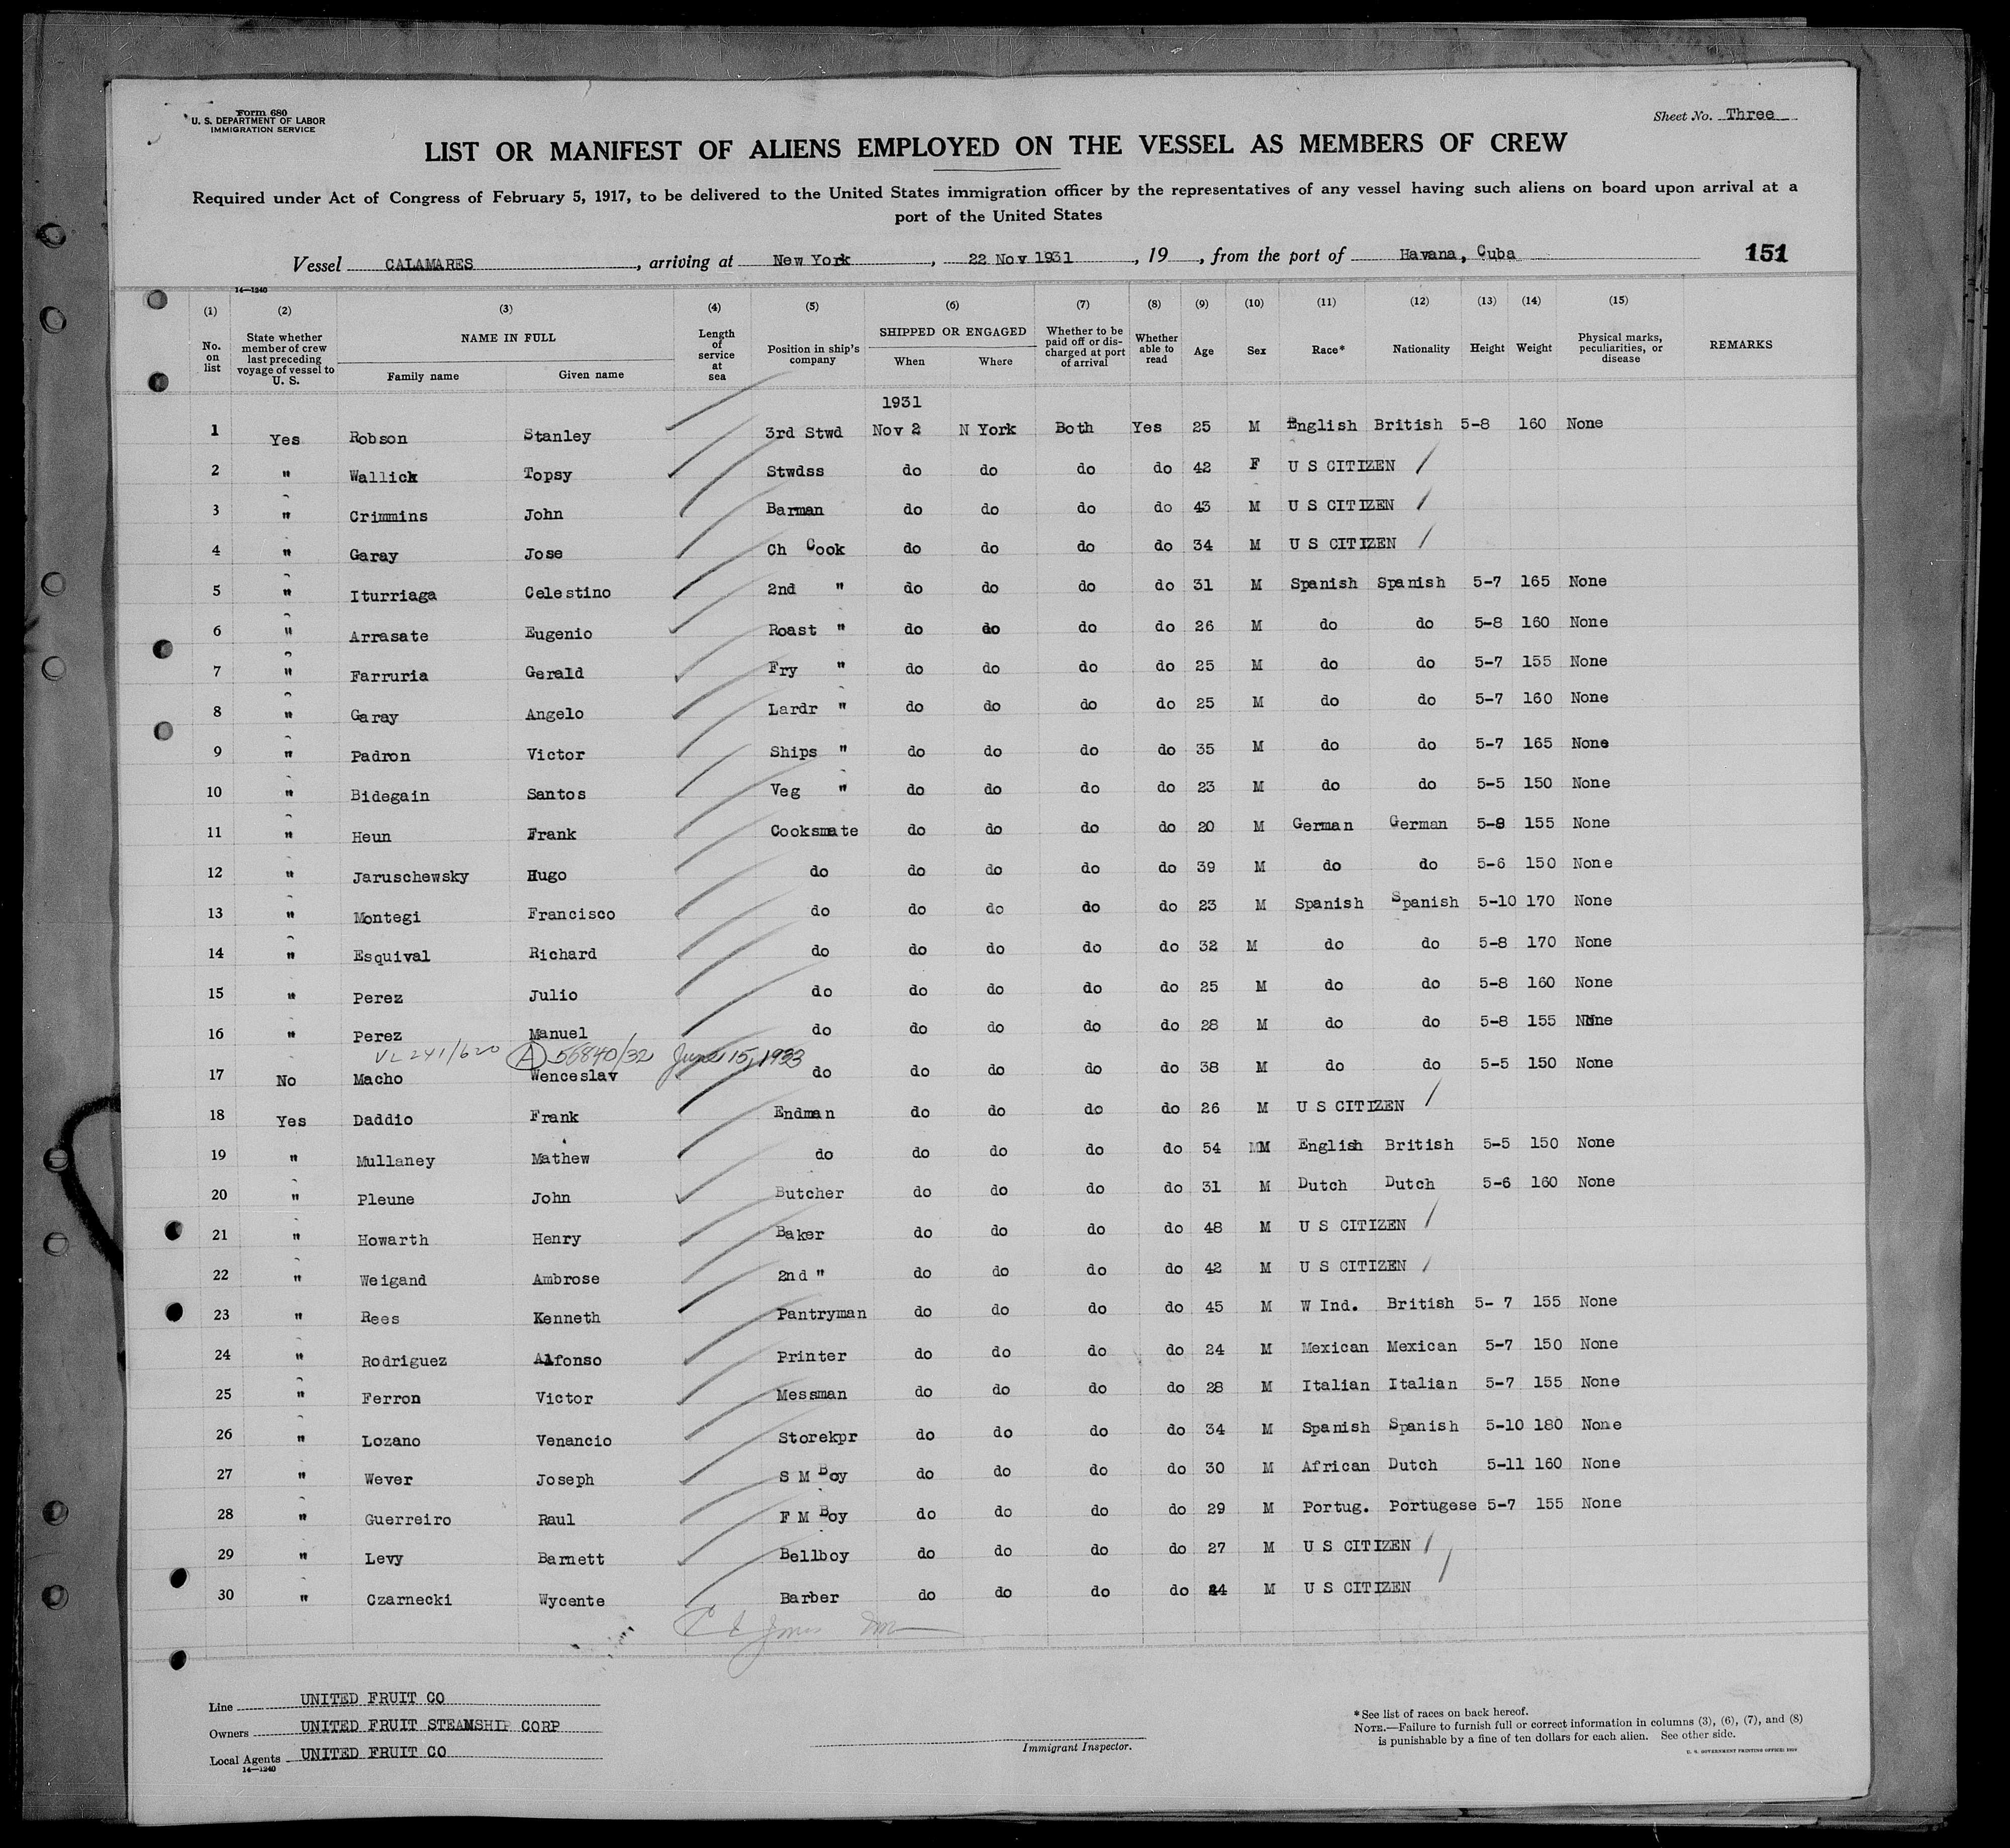 Form 680
U. S. DEPARTMENT OF LABOR
IMMIGRATION SERVICE
Sheet No. Three
LIST OR MANIFEST OF ALIENS EMPLOYED ON THE VESSEL AS MEMBERS OF CREW
Required under Act of Congress of February 5, 1917, to be delivered to the United States immigration officer by the representatives of any vessel having such aliens on board upon arrival at a
port of the United States
Vessel CALAMARES, arriving at New York, 22 Nov 1931, 19, from the port of Havana, Cuba 151
14—1240
(1) (2) (3) (4) (5) (6) (7) (8) (9) (10) (11) (12) (13) (14) (15)
No. on list State whether member of crew last preceding voyage of vessel to U. S. NAME IN FULL Family name Given name Length of service at sea Position in ship's company SHIPPED OR ENGAGED When Where Whether to be paid off or discharged at port of arrival Whether able to read Age Sex Race* Nationality Height Weight Physical marks, peculiarities, or disease REMARKS
1931
1 Yes Robson Stanley 3rd Stwd Nov 2 N York Both Yes 25 M English British 5-8 160 None
2 " Wallick Topsy Stwdss do do do do 42 F U S CITIZEN /
3 " Crimmins John Barman do do do do 43 M U S CITIZEN /
4 " Garay Jose Ch Cook do do do do 34 M U S CITIZEN /
5 " Iturriaga Celestino 2nd " do do do do 31 M Spanish Spanish 5-7 165 None
6 " Arrasate Eugenio Roast " do do do do 26 M do do 5-8 160 None
7 " Farruria Gerald Fry " do do do do 25 M do do 5-7 155 None
8 " Garay Angelo Lardr " do do do do 25 M do do 5-7 160 None
9 " Padron Victor Ships " do do do do 35 M do do 5-7 165 None
10 " Bidegain Santos Veg " do do do do 23 M do do 5-5 150 None
11 " Heun Frank Cooksmate do do do do 20 M German German 5-8 155 None
12 " Jaruschewsky Hugo do do do do do 39 M do do 5-6 150 None
13 " Montegi Francisco do do do do do 23 M Spanish Spanish 5-10 170 None
14 " Esquival Richard do do do do do 32 M do do 5-8 170 None
15 " Perez Julio do do do do do 25 M do do 5-8 160 None
16 " Perez Manuel do do do do do 28 M do do 5-8 155 None
VL 241/620 (A) 56840/32 June 15, 1933
17 No Macho Wenceslav do do do do do 38 M do do 5-5 150 None
18 Yes Daddio Frank Endman do do do do 26 M U S CITIZEN /
19 " Mullaney Mathew do do do do do 54 M English British 5-5 150 None
20 " Pleune John Butcher do do do do 31 M Dutch Dutch 5-6 160 None
21 " Howarth Henry Baker do do do do 48 M U S CITIZEN /
22 " Weigand Ambrose 2nd " do do do do 42 M U S CITIZEN /
23 " Rees Kenneth Pantryman do do do do 45 M W Ind. British 5- 7 155 None
24 " Rodriguez Alfonso Printer do do do do 24 M Mexican Mexican 5-7 150 None
25 " Ferron Victor Messman do do do do 28 M Italian Italian 5-7 155 None
26 " Lozano Venancio Storekpr do do do do 34 M Spanish Spanish 5-10 180 None
27 " Wever Joseph S M Boy do do do do 30 M African Dutch 5-11 160 None
28 " Guerreiro Raul F M Boy do do do do 29 M Portug. Portugese 5-7 155 None
29 " Levy Barnett Bellboy do do do do 27 M U S CITIZEN /
30 " Czarnecki Wycente Barber do do do do M U S CITIZEN /
Line UNITED FRUIT CO
Owners UNITED FRUIT STEAMSHIP CORP
Local Agents UNITED FRUIT CO
14—1240
Immigrant Inspector.
*See list of races on back hereof.
NOTE.—Failure to furnish full or correct information in columns (3), (6), (7), and (8)
is punishable by a fine of ten dollars for each alien. See other side.